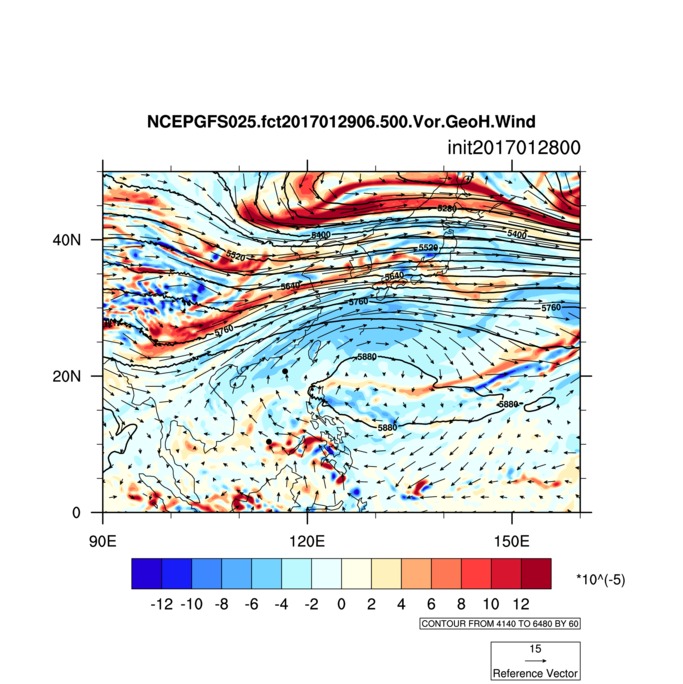 NCEPGFS025.fct2017012906.500.Vor.GeoH.Wind
init2017012800
5280
40N
5400
5400
5520
5520
5640
5640
5760
5760
5760
20N
5880
5880
5880
0
90E 120E 150E
-12 -10 -8 -6 -4 -2 0 2 4 6 8 10 12
*10^(-5)
CONTOUR FROM 4140 TO 6480 BY 60
15
Reference Vector